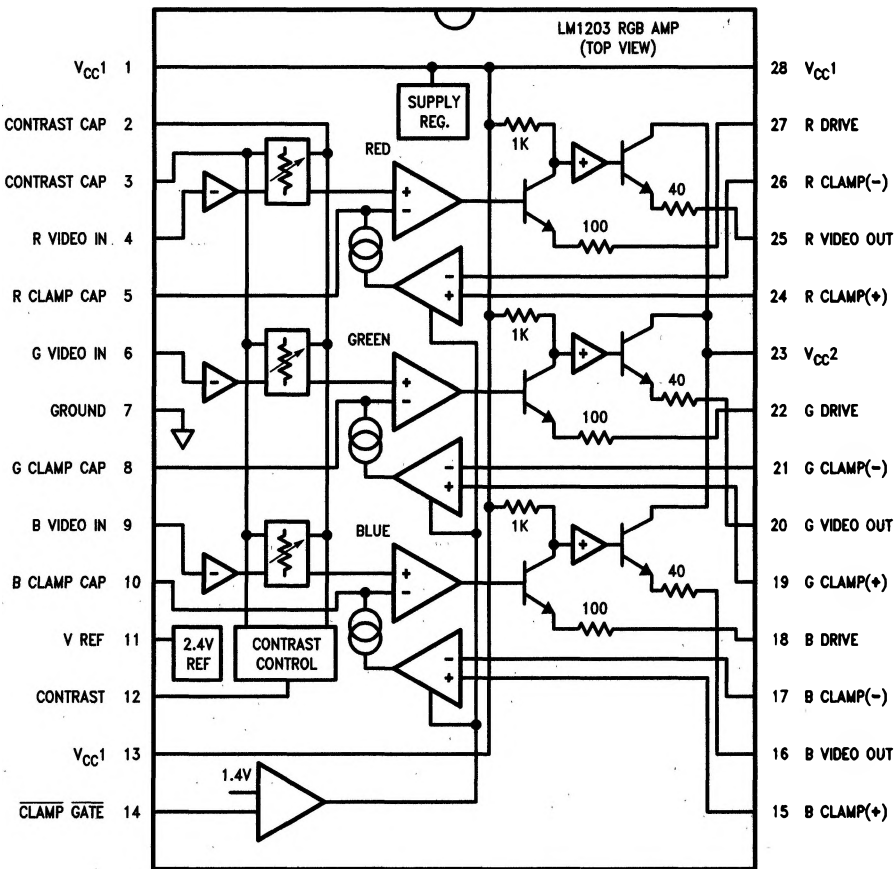 LM1203 RGB AMP
(TOP VIEW)
VCC1 1
CONTRAST CAP 2
CONTRAST CAP 3
R VIDEO IN 4
R CLAMP CAP 5
G VIDEO IN 6
GROUND 7
G CLAMP CAP 8
B VIDEO IN 9
B CLAMP CAP 10
V REF 11
CONTRAST 12
VCC1 13
CLAMP GATE 14
SUPPLY
REG.
RED
+
−
−
+
GREEN
+
−
−
+
BLUE
+
−
−
+
−
−
−
2.4V
REF
CONTRAST
CONTROL
1.4V
1K
+
40
100
1K
+
40
100
1K
+
40
100
28 VCC1
27 R DRIVE
26 R CLAMP(−)
25 R VIDEO OUT
24 R CLAMP(+)
23 VCC2
22 G DRIVE
21 G CLAMP(−)
20 G VIDEO OUT
19 G CLAMP(+)
18 B DRIVE
17 B CLAMP(−)
16 B VIDEO OUT
15 B CLAMP(+)